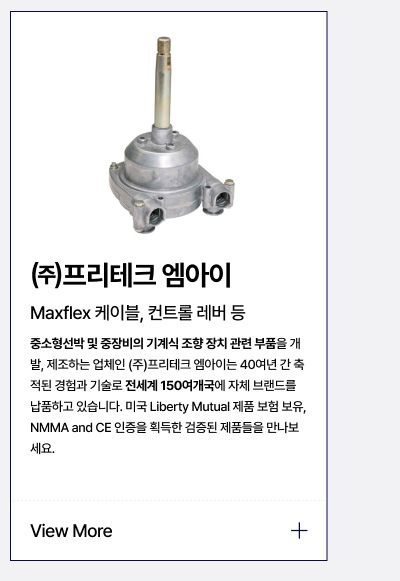 (주)프리테크 엠아이
Maxflex 케이블, 컨트롤 레버 등
중소형선박 및 중장비의 기계식 조향 장치 관련 부품을 개
발, 제조하는 업체인 (주)프리테크 엠아이는 40여년 간 축
적된 경험과 기술로 전세계 150여개국에 자체 브랜드를
납품하고 있습니다. 미국 Liberty Mutual 제품 보험 보유,
NMMA and CE 인증을 획득한 검증된 제품들을 만나보
세요.
View More